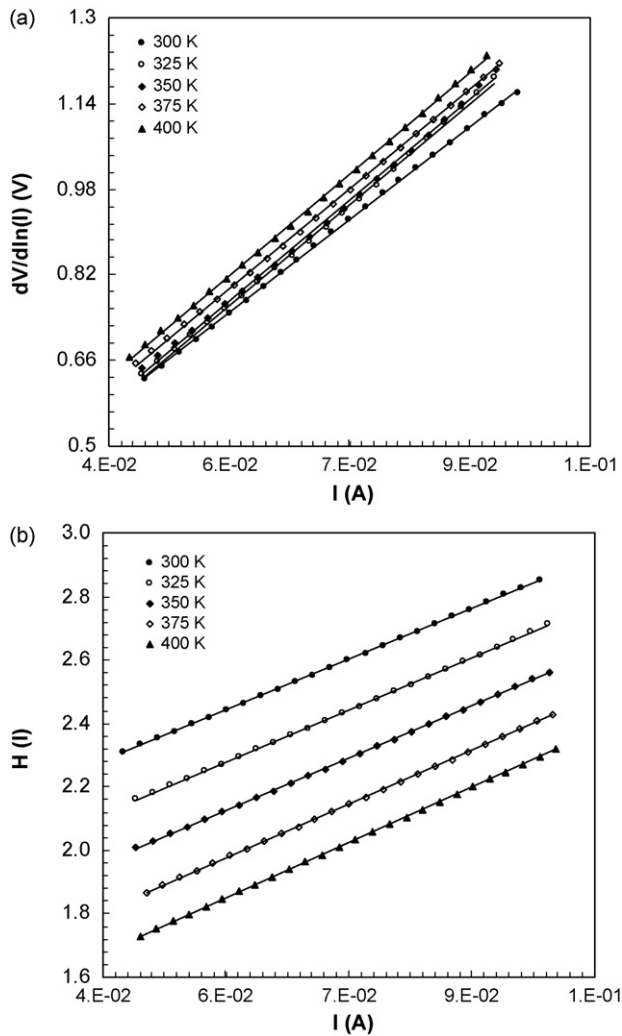 (a)
1.3
1.14
0.98
0.82
0.66
0.5
dV/dln(I) (V)
300 K
325 K
350 K
375 K
400 K
4.E-02
6.E-02
7.E-02
9.E-02
1.E-01
I (A)
(b)
3.0
2.8
2.6
2.4
2.2
2.0
1.8
1.6
H (I)
300 K
325 K
350 K
375 K
400 K
4.E-02
6.E-02
7.E-02
9.E-02
1.E-01
I (A)